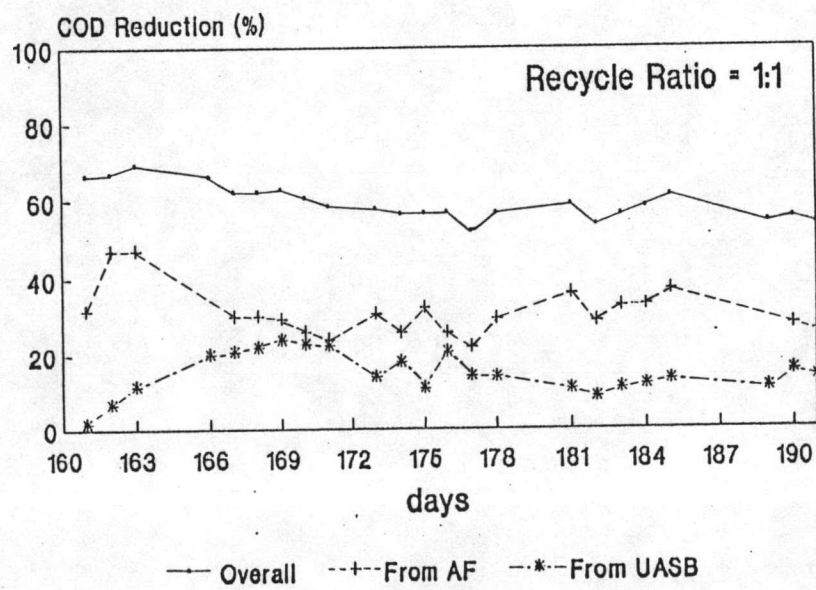 COD Reduction (%)
100
Recycle Ratio = 1:1
80
60
40
20
0
160 163 166 169 172 175 178 181 184 187 190
days
Overall From AF From UASB